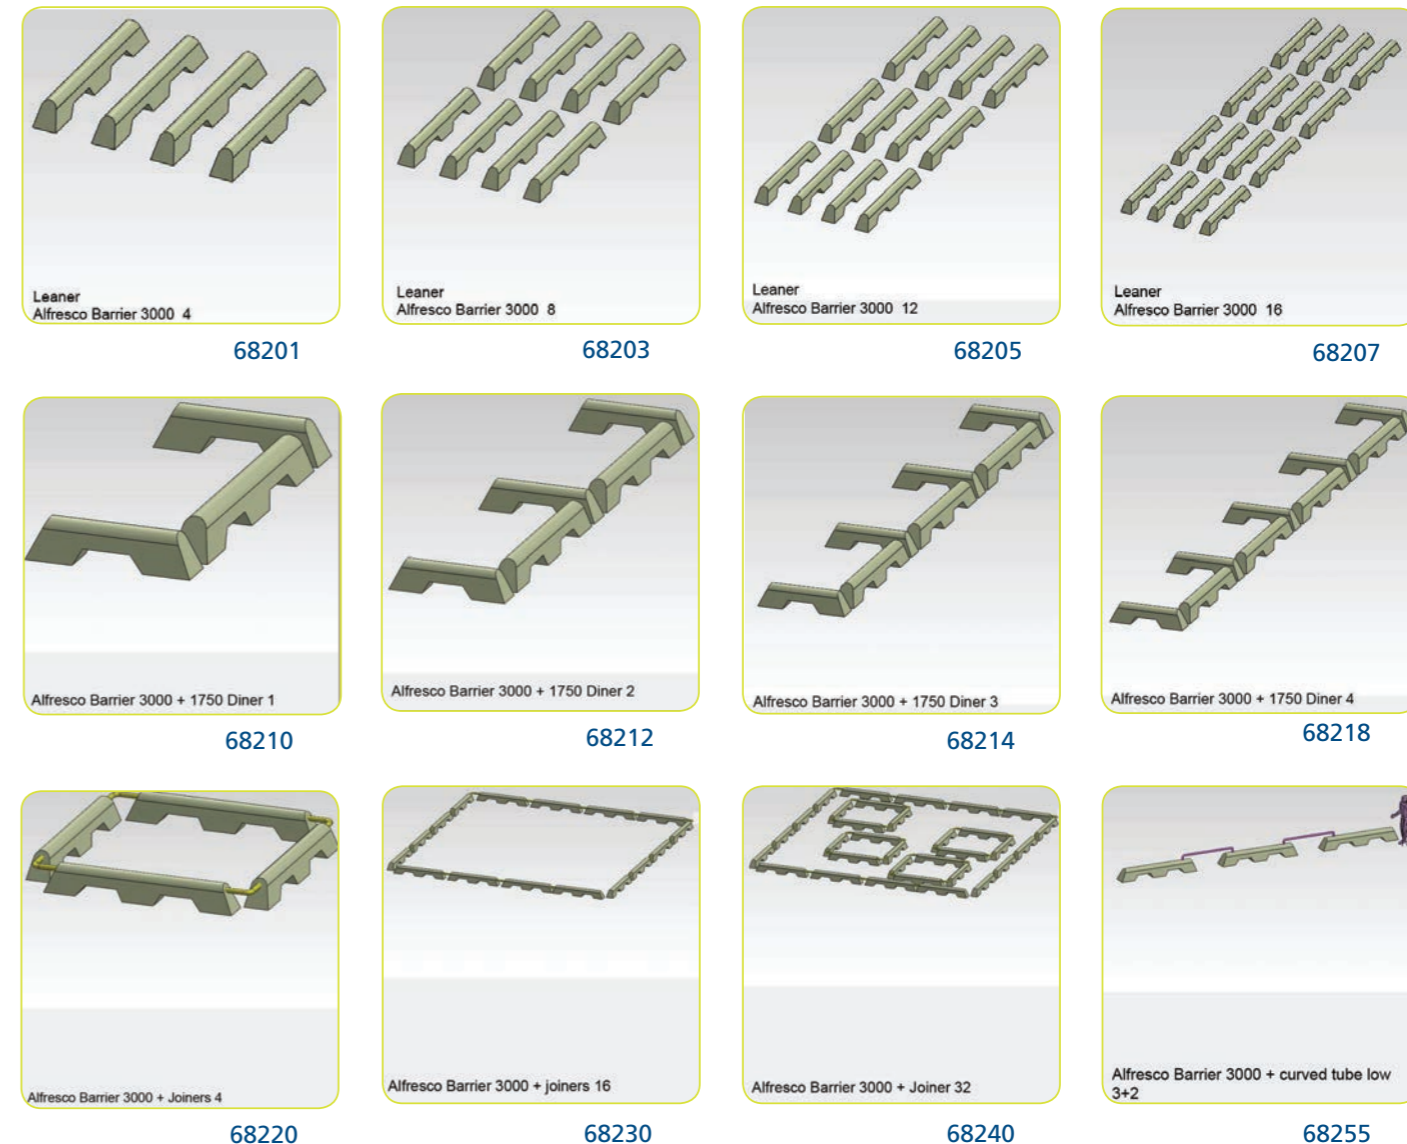 Leaner
Alfresco Barrier 3000  4
68201
Leaner
Alfresco Barrier 3000  8
68203
Leaner
Alfresco Barrier 3000  12
68205
Leaner
Alfresco Barrier 3000  16
68207
Alfresco Barrier 3000 + 1750 Diner 1
68210
Alfresco Barrier 3000 + 1750 Diner 2
68212
Alfresco Barrier 3000 + 1750 Diner 3
68214
Alfresco Barrier 3000 + 1750 Diner 4
68218
Alfresco Barrier 3000 + Joiners 4
68220
Alfresco Barrier 3000 + joiners 16
68230
Alfresco Barrier 3000 + Joiner 32
68240
Alfresco Barrier 3000 + curved tube low
3+2
68255